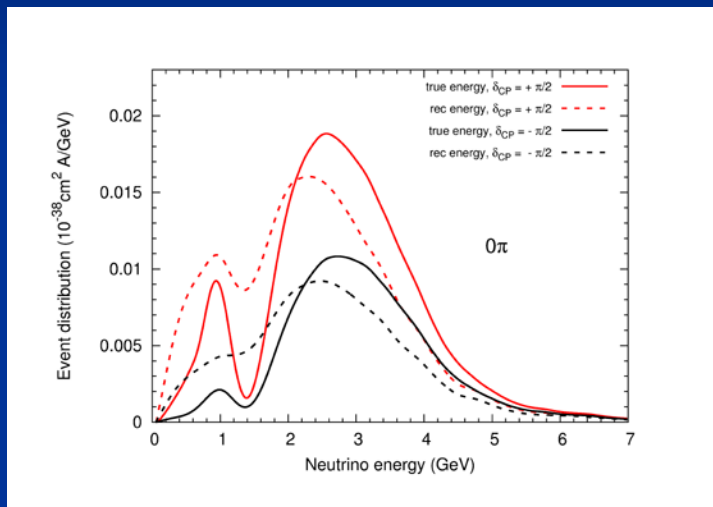 true energy, δCP = + π/2
rec energy, δCP = + π/2
true energy, δCP = - π/2
rec energy, δCP = - π/2
0π
Event distribution (10⁻³⁸cm² A/GeV)
0.02
0.015
0.01
0.005
0
0 1 2 3 4 5 6 7
Neutrino energy (GeV)